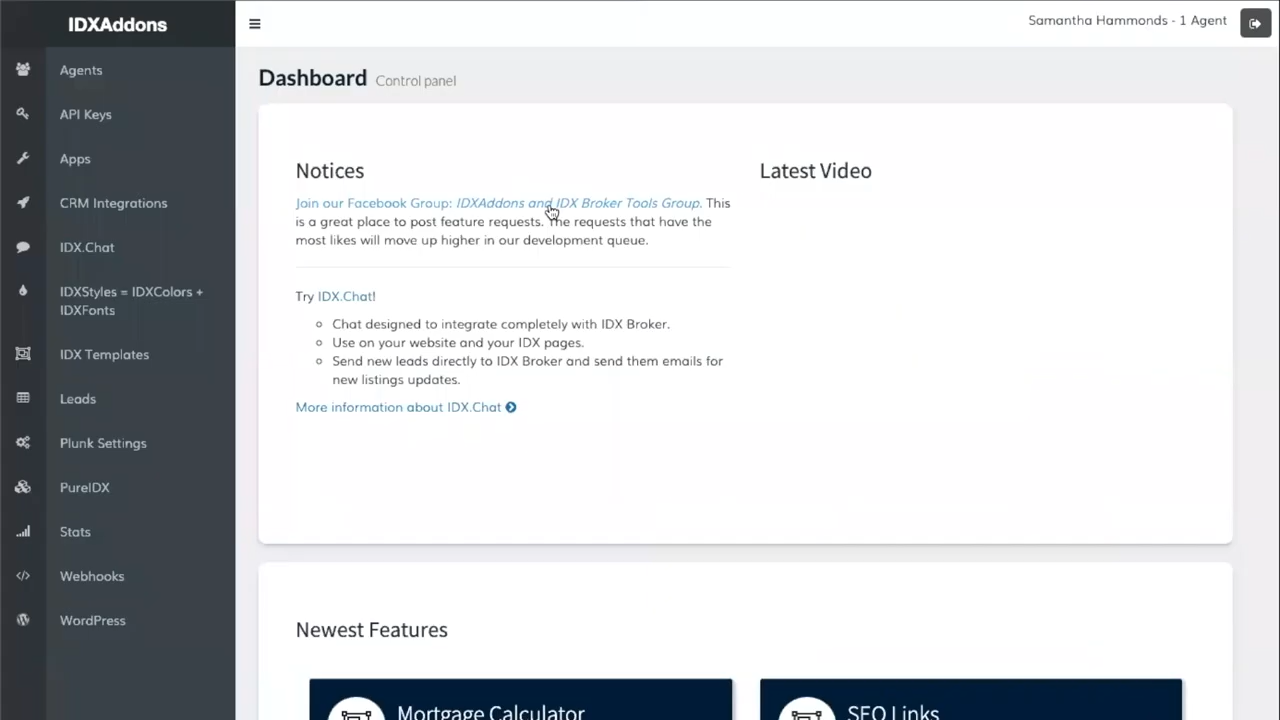 IDXAddons
Samantha Hammonds - 1 Agent
Agents
API Keys
Apps
CRM Integrations
IDX.Chat
IDXStyles = IDXColors +
IDXFonts
IDX Templates
Leads
Plunk Settings
PureIDX
Stats
Webhooks
WordPress
Dashboard Control panel
Notices
Join our Facebook Group: IDXAddons and IDX Broker Tools Group. This
is a great place to post feature requests. The requests that have the
most likes will move up higher in our development queue.
Try IDX.Chat!
Chat designed to integrate completely with IDX Broker.
Use on your website and your IDX pages.
Send new leads directly to IDX Broker and send them emails for
new listings updates.
More information about IDX.Chat
Latest Video
Newest Features
Mortgage Calculator
SEO Links